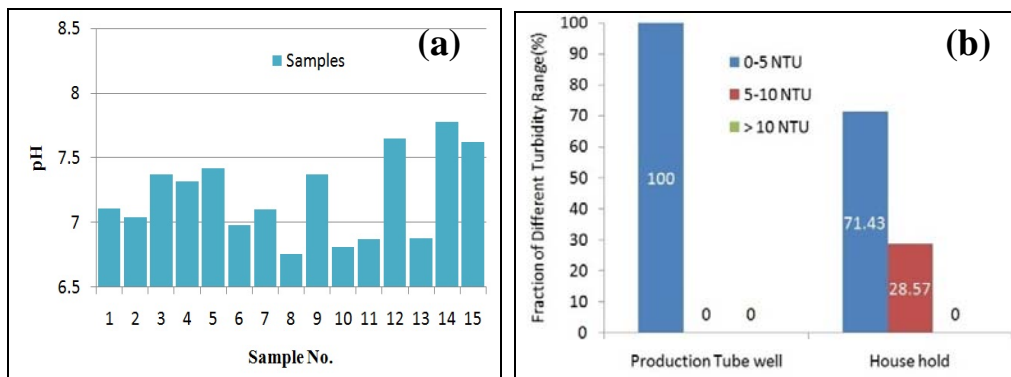 (a)
8.5
8
7.5
7
6.5
pH
Samples
1 2 3 4 5 6 7 8 9 10 11 12 13 14 15
Sample No.
(b)
Fraction of Different Turbidity Range(%)
100
90
80
70
60
50
40
30
20
10
0
0-5 NTU
5-10 NTU
> 10 NTU
100
0 0
71.43
28.57
0
Production Tube well House hold